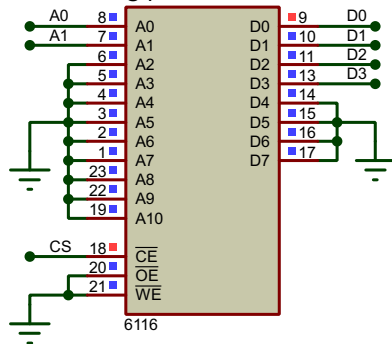 A0 8 A0 D0 9 D0
A1 7 A1 D1 10 D1
6 A2 D2 11 D2
5 A3 D3 13 D3
4 A4 D4 14
3 A5 D5 15
2 A6 D6 16
1 A7 D7 17
23 A8
22 A9
19 A10
CS 18 CE
20 OE
21 WE
6116